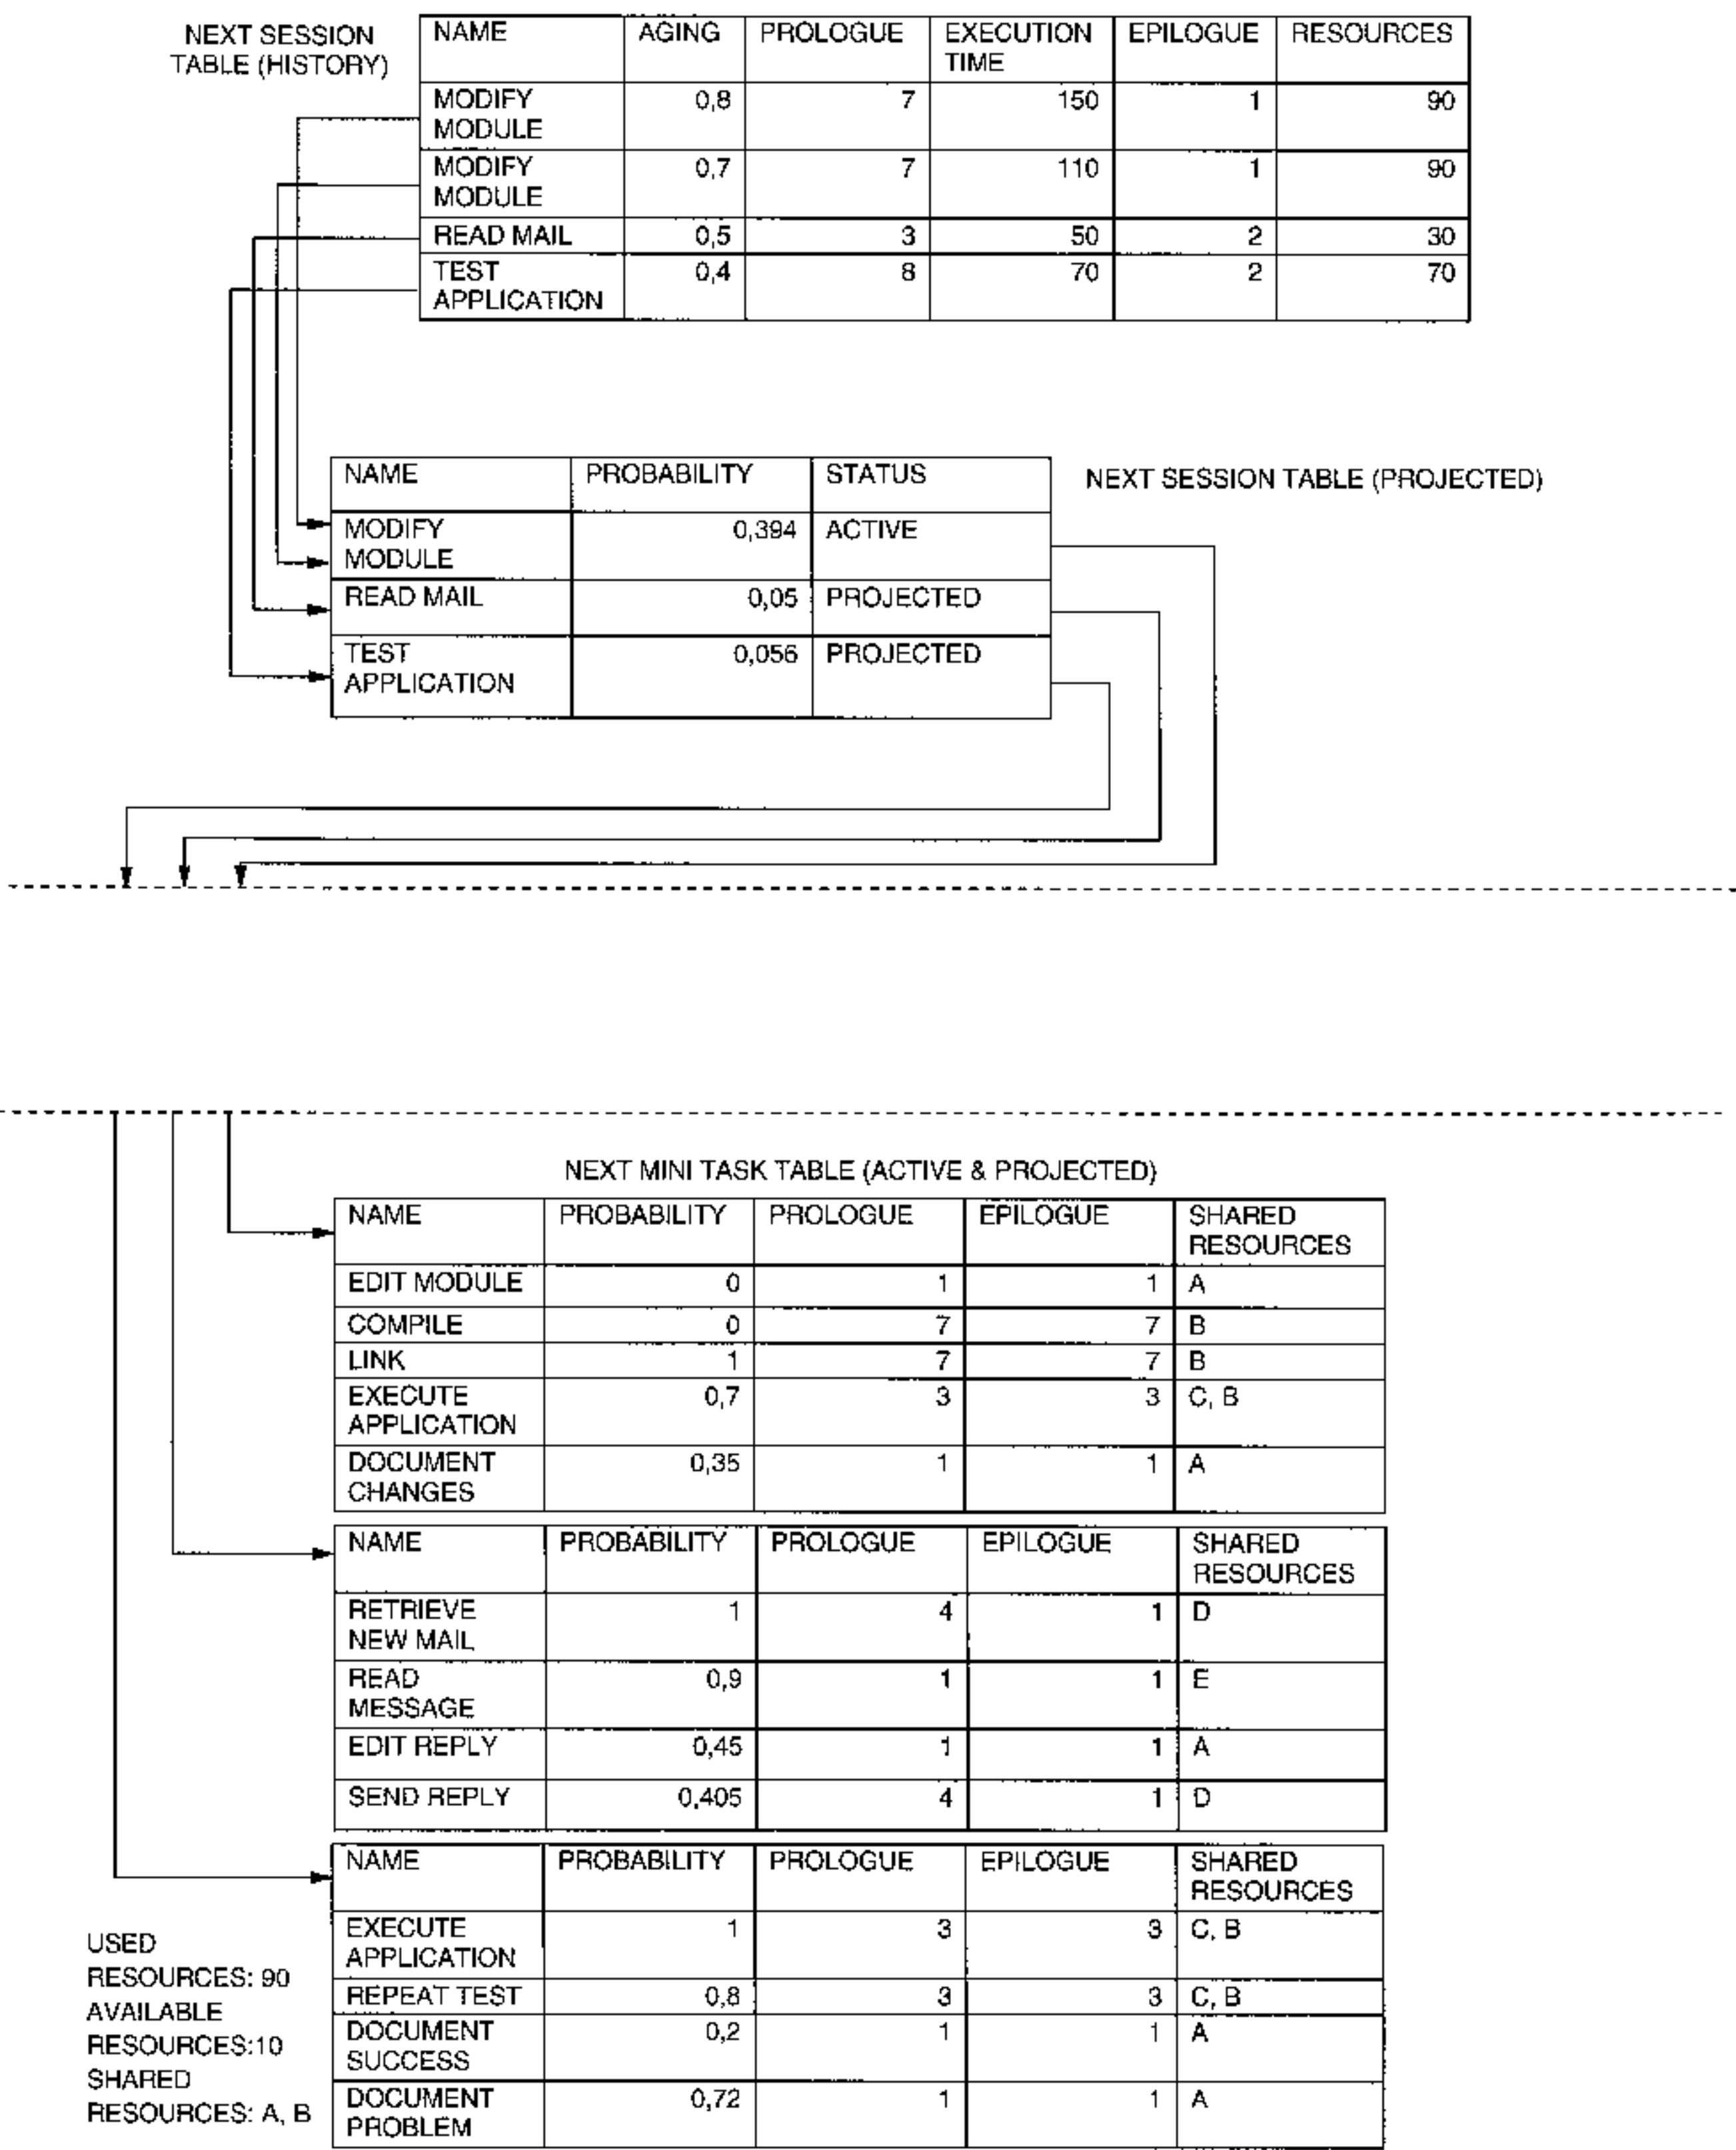 NEXT SESSION
TABLE (HISTORY)
NAME AGING PROLOGUE EXECUTION TIME EPILOGUE RESOURCES
MODIFY MODULE 0,8 7 150 1 90
MODIFY MODULE 0,7 7 110 1 90
READ MAIL 0,5 3 50 2 30
TEST APPLICATION 0,4 8 70 2 70
NAME PROBABILITY STATUS
NEXT SESSION TABLE (PROJECTED)
MODIFY MODULE 0,394 ACTIVE
READ MAIL 0,05 PROJECTED
TEST APPLICATION 0,056 PROJECTED
NEXT MINI TASK TABLE (ACTIVE & PROJECTED)
NAME PROBABILITY PROLOGUE EPILOGUE SHARED RESOURCES
EDIT MODULE 0 1 1 A
COMPILE 0 7 7 B
LINK 1 7 7 B
EXECUTE APPLICATION 0,7 3 3 C, B
DOCUMENT CHANGES 0,35 1 1 A
NAME PROBABILITY PROLOGUE EPILOGUE SHARED RESOURCES
RETRIEVE NEW MAIL 1 4 1 D
READ MESSAGE 0,9 1 1 E
EDIT REPLY 0,45 1 1 A
SEND REPLY 0,405 4 1 D
NAME PROBABILITY PROLOGUE EPILOGUE SHARED RESOURCES
EXECUTE APPLICATION 1 3 3 C, B
REPEAT TEST 0,8 3 3 C, B
DOCUMENT SUCCESS 0,2 1 1 A
DOCUMENT PROBLEM 0,72 1 1 A
USED
RESOURCES: 90
AVAILABLE
RESOURCES:10
SHARED
RESOURCES: A, B